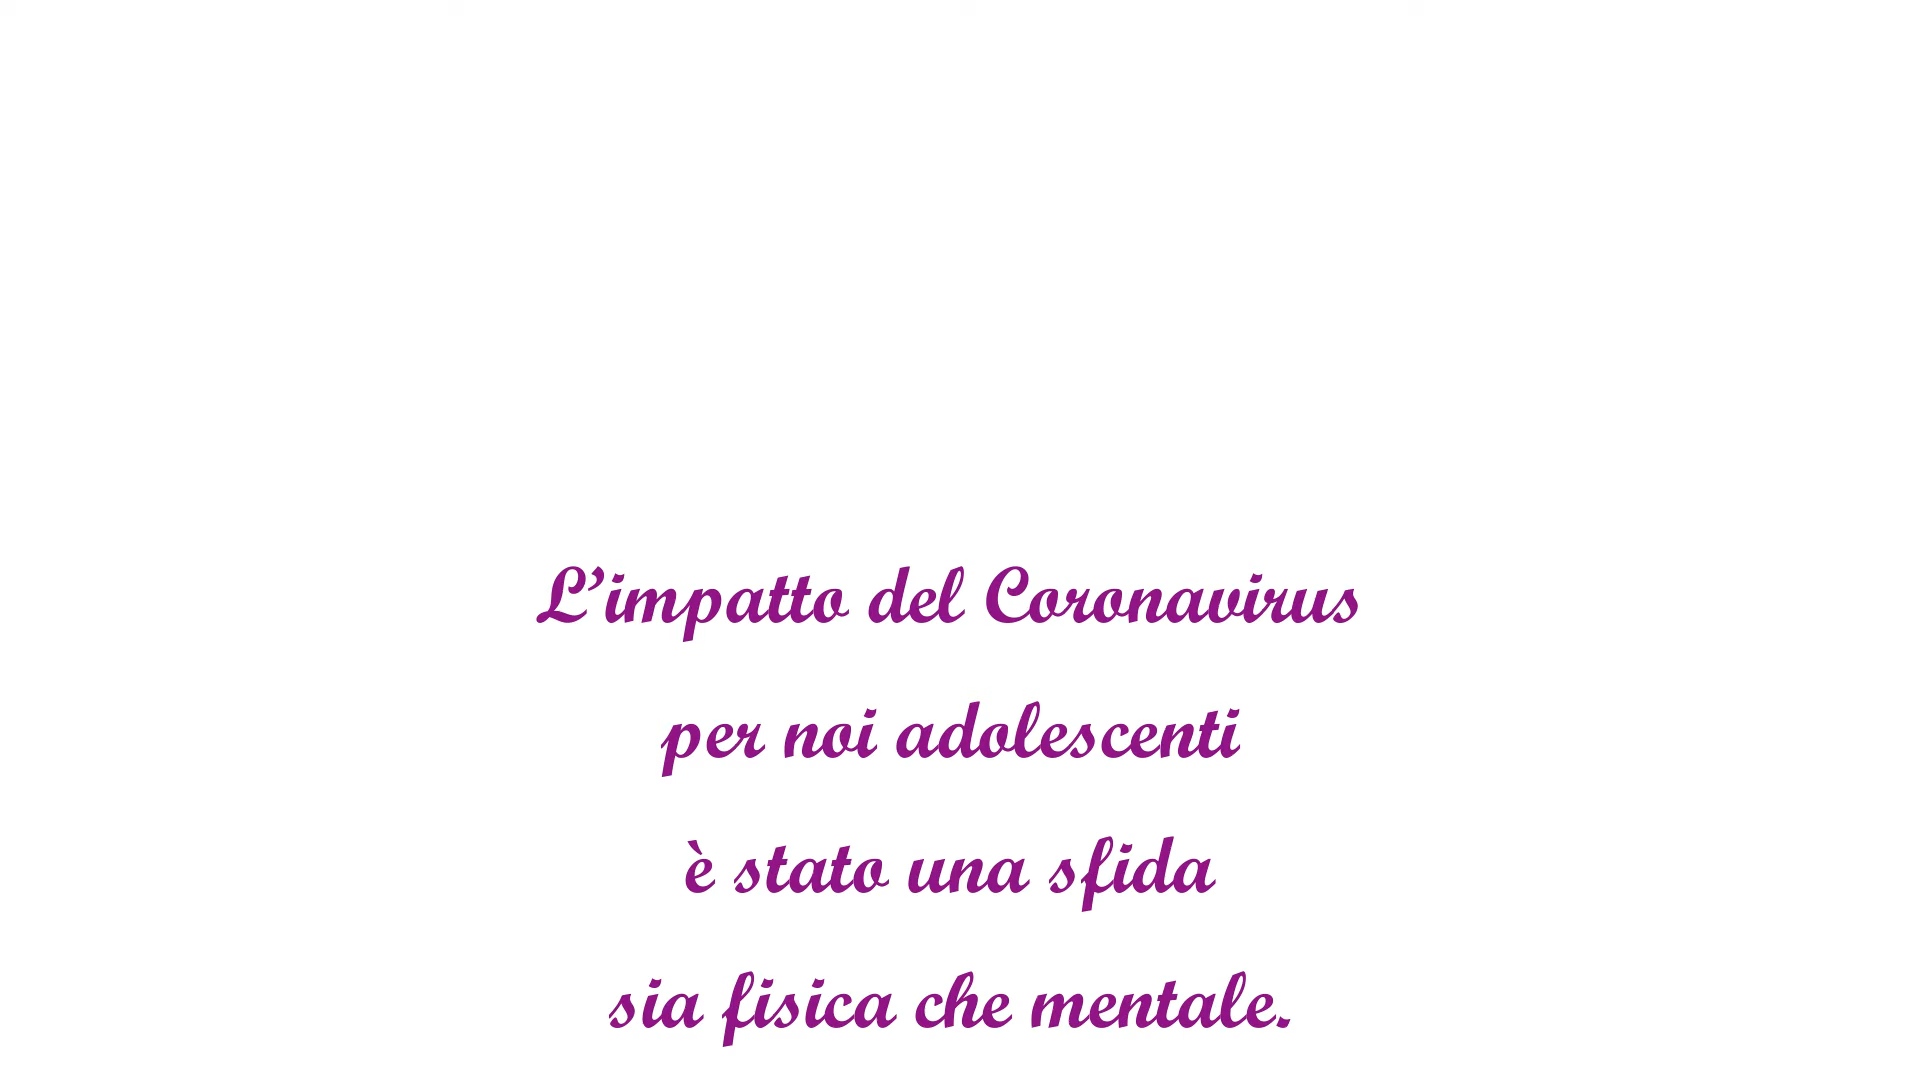 L’impatto del Coronavirus
per noi adolescenti
è stato una sfida
sia fisica che mentale.